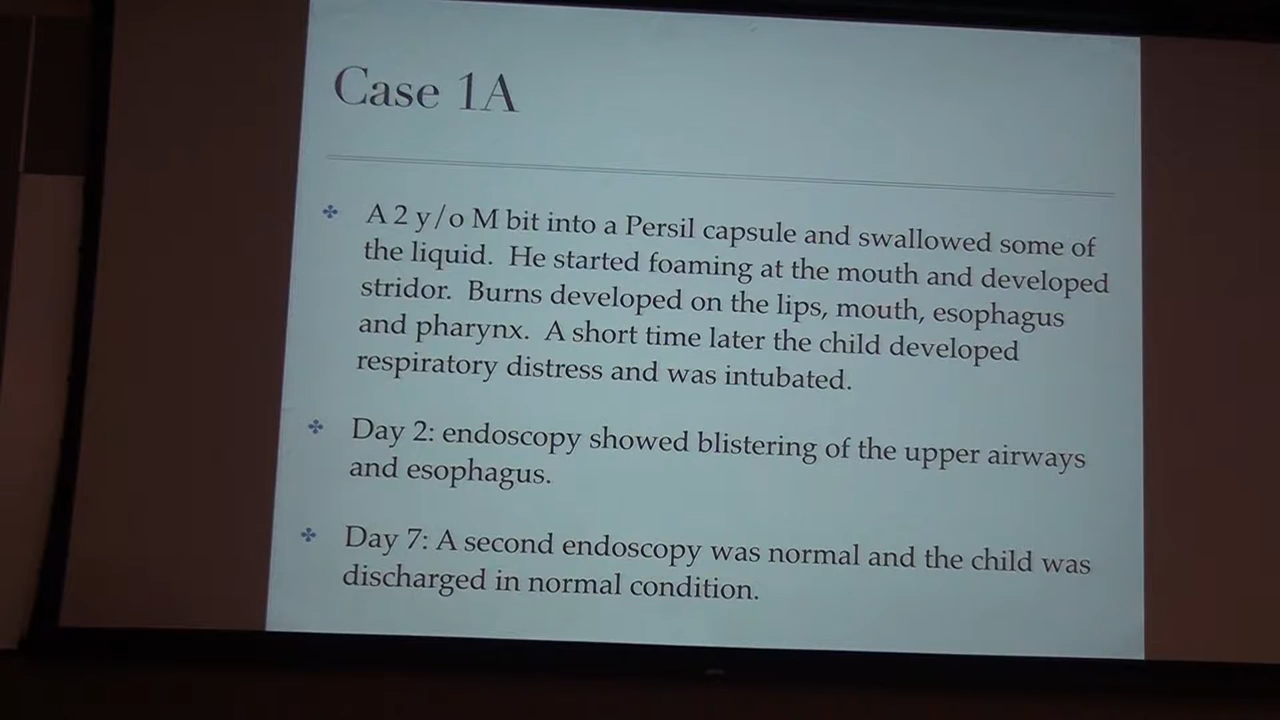 Case 1A
A 2 y/o M bit into a Persil capsule and swallowed some of
the liquid.  He started foaming at the mouth and developed
stridor.  Burns developed on the lips, mouth, esophagus
and pharynx.  A short time later the child developed
respiratory distress and was intubated.
Day 2: endoscopy showed blistering of the upper airways
and esophagus.
Day 7: A second endoscopy was normal and the child was
discharged in normal condition.